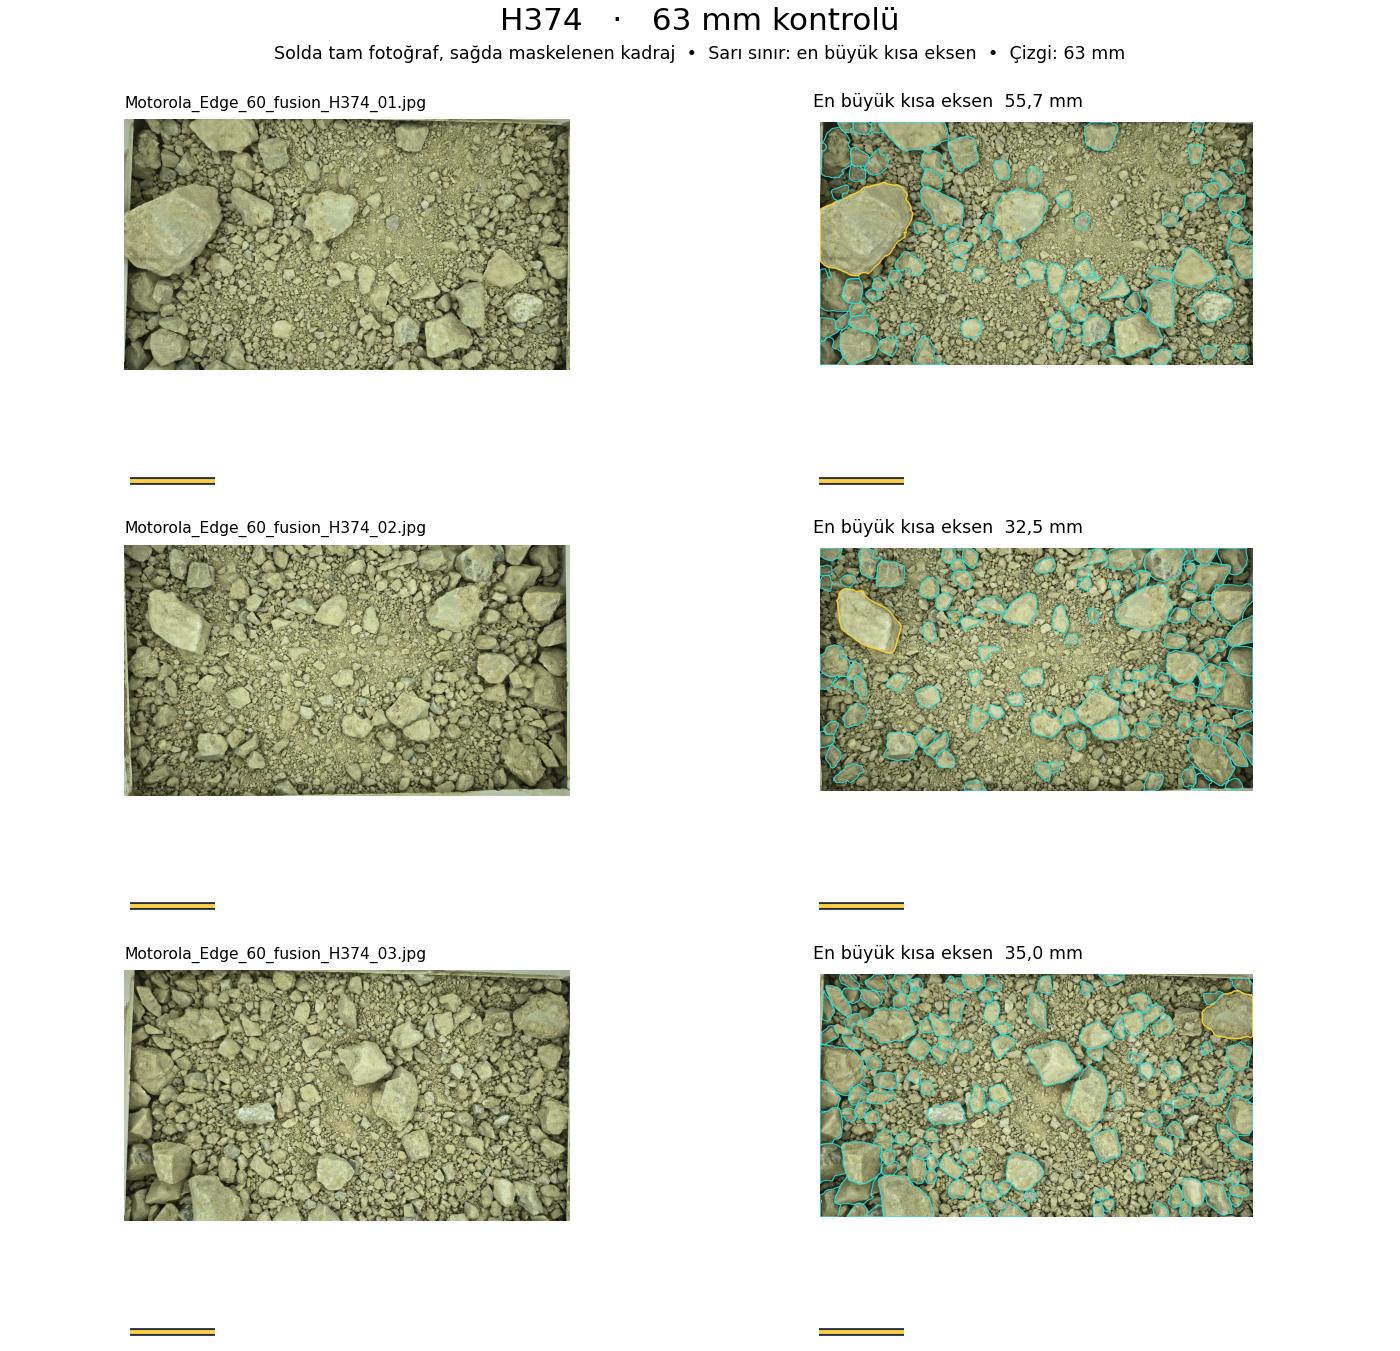 H374 · 63 mm kontrolü
Solda tam fotoğraf, sağda maskelenen kadraj • Sarı sınır: en büyük kısa eksen • Çizgi: 63 mm
Motorola_Edge_60_fusion_H374_01.jpg
En büyük kısa eksen 55,7 mm
Motorola_Edge_60_fusion_H374_02.jpg
En büyük kısa eksen 32,5 mm
Motorola_Edge_60_fusion_H374_03.jpg
En büyük kısa eksen 35,0 mm